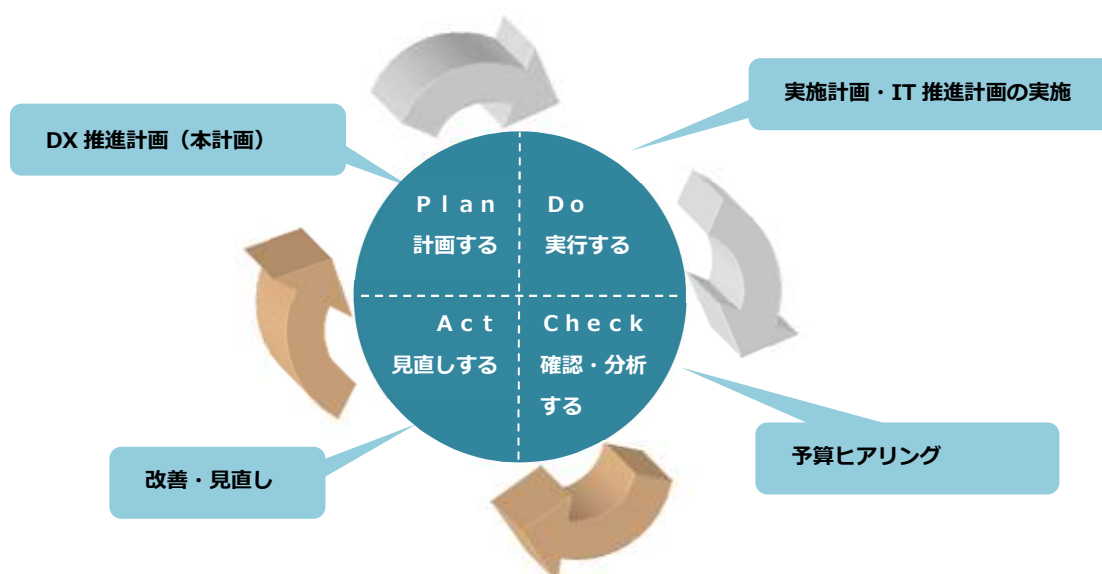 実施計画・IT 推進計画の実施
DX 推進計画（本計画）
Ｐｌａｎ
計画する
Ｄｏ
実行する
Ａｃｔ
見直しする
Ｃｈｅｃｋ
確認・分析
する
改善・見直し
予算ヒアリング